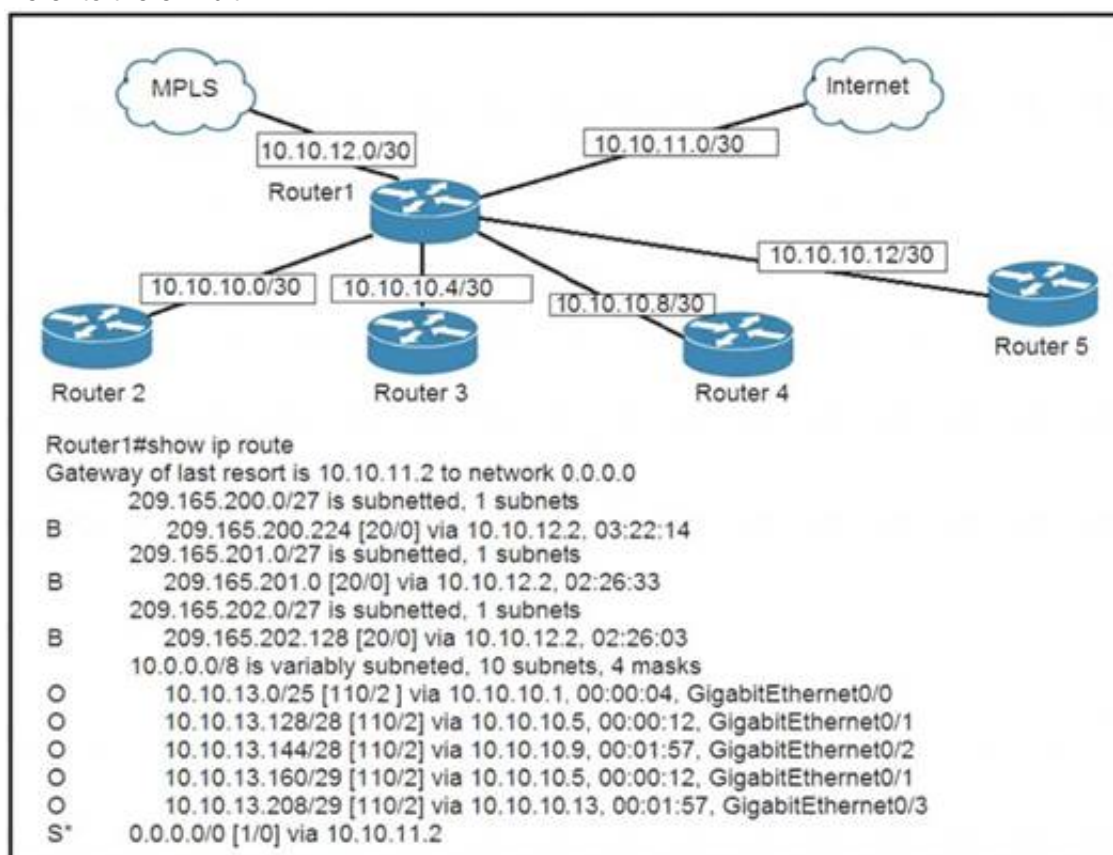 MPLS
Internet
10.10.12.0/30
10.10.11.0/30
Router1
10.10.10.12/30
10.10.10.0/30
10.10.10.4/30
10.10.10.8/30
Router 5
Router 2
Router 3
Router 4
Router1#show ip route
Gateway of last resort is 10.10.11.2 to network 0.0.0.0
209.165.200.0/27 is subnetted, 1 subnets
B 209.165.200.224 [20/0] via 10.10.12.2, 03:22:14
209.165.201.0/27 is subnetted, 1 subnets
B 209.165.201.0 [20/0] via 10.10.12.2, 02:26:33
209.165.202.0/27 is subnetted, 1 subnets
B 209.165.202.128 [20/0] via 10.10.12.2, 02:26:03
10.0.0.0/8 is variably subneted, 10 subnets, 4 masks
O 10.10.13.0/25 [110/2 ] via 10.10.10.1, 00:00:04, GigabitEthernet0/0
O 10.10.13.128/28 [110/2] via 10.10.10.5, 00:00:12, GigabitEthernet0/1
O 10.10.13.144/28 [110/2] via 10.10.10.9, 00:01:57, GigabitEthernet0/2
O 10.10.13.160/29 [110/2] via 10.10.10.5, 00:00:12, GigabitEthernet0/1
O 10.10.13.208/29 [110/2] via 10.10.10.13, 00:01:57, GigabitEthernet0/3
S* 0.0.0.0/0 [1/0] via 10.10.11.2